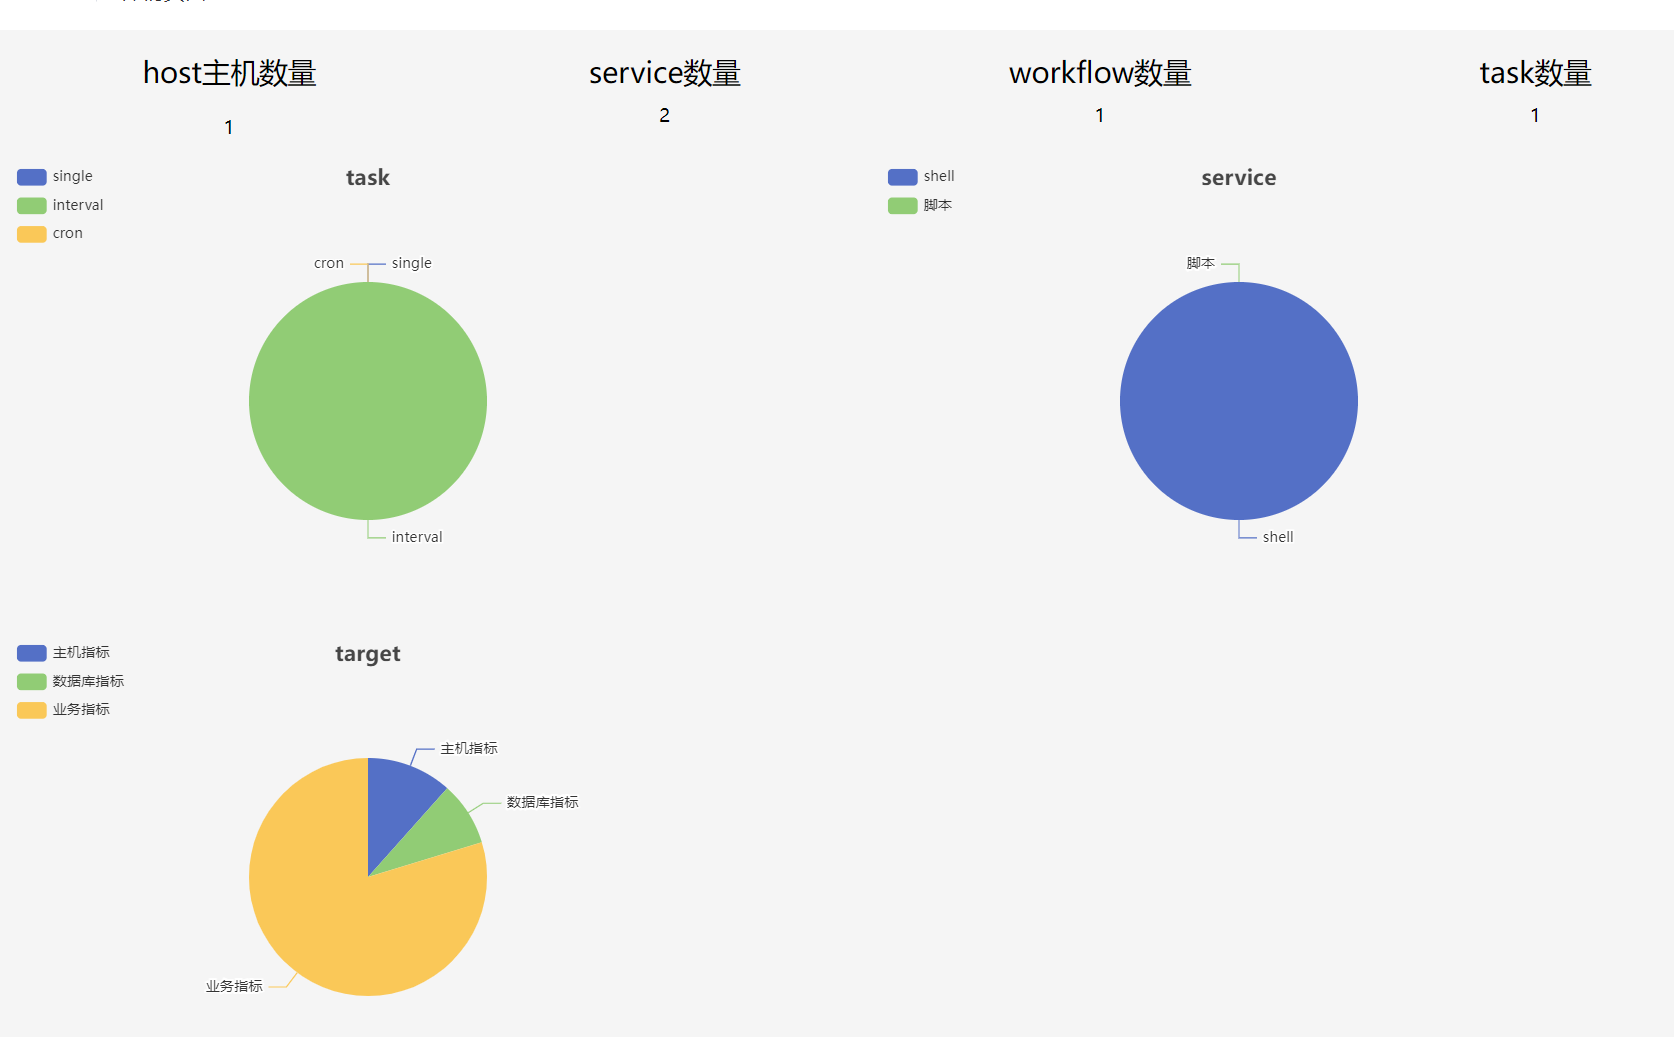 host主机数量
service数量
workflow数量
task数量
1
2
1
1
single
interval
cron
task
cron
single
interval
shell
脚本
service
脚本
shell
主机指标
数据库指标
业务指标
target
主机指标
数据库指标
业务指标